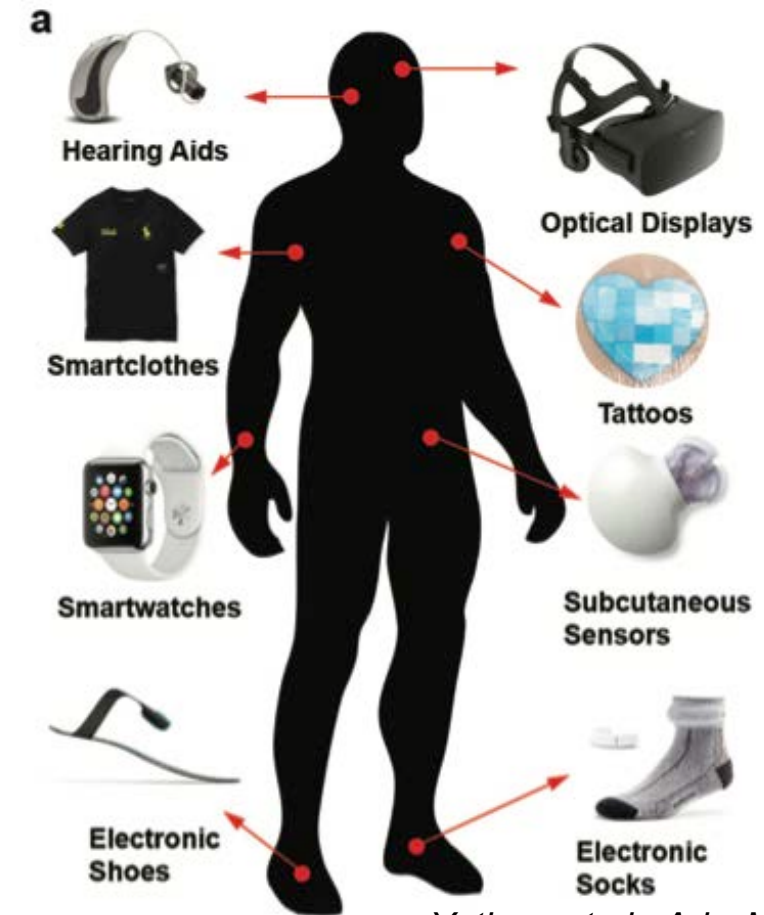 a
Hearing Aids
Optical Displays
Smartclothes
Tattoos
Smartwatches
Subcutaneous
Sensors
Electronic
Shoes
Electronic
Socks